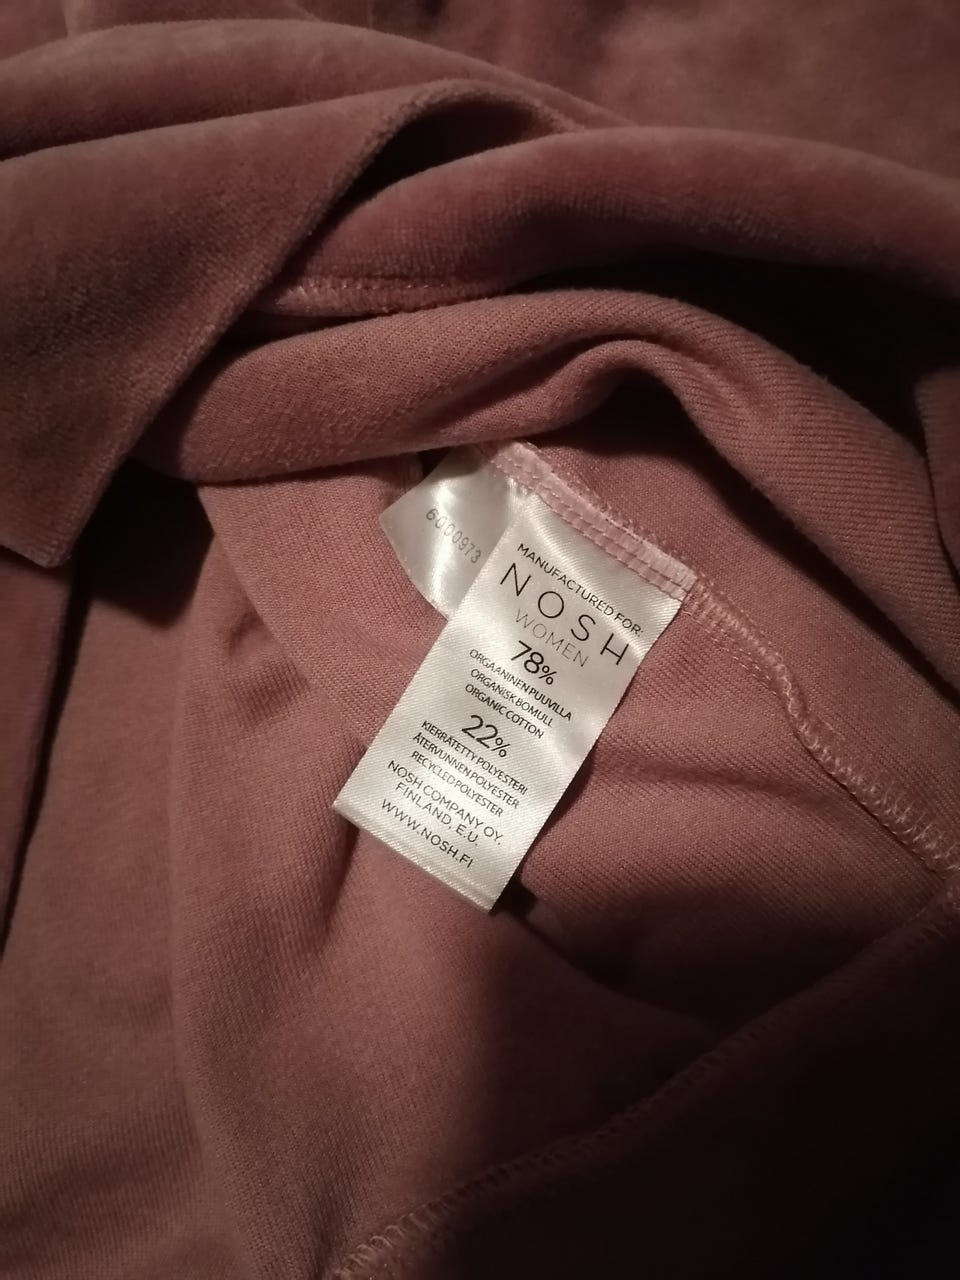 6000973
MANUFACTURED FOR:
NOSH
WOMEN
78%
ORGAANINEN PUUVILLA
ORGANISK BOMULL
ORGANIC COTTON
22%
KIERRÄTETTY POLYESTERI
ÅTERVUNNEN POLYESTER
RECYCLED POLYESTER
NOSH COMPANY OY,
FINLAND, E.U.
WWW.NOSH.FI